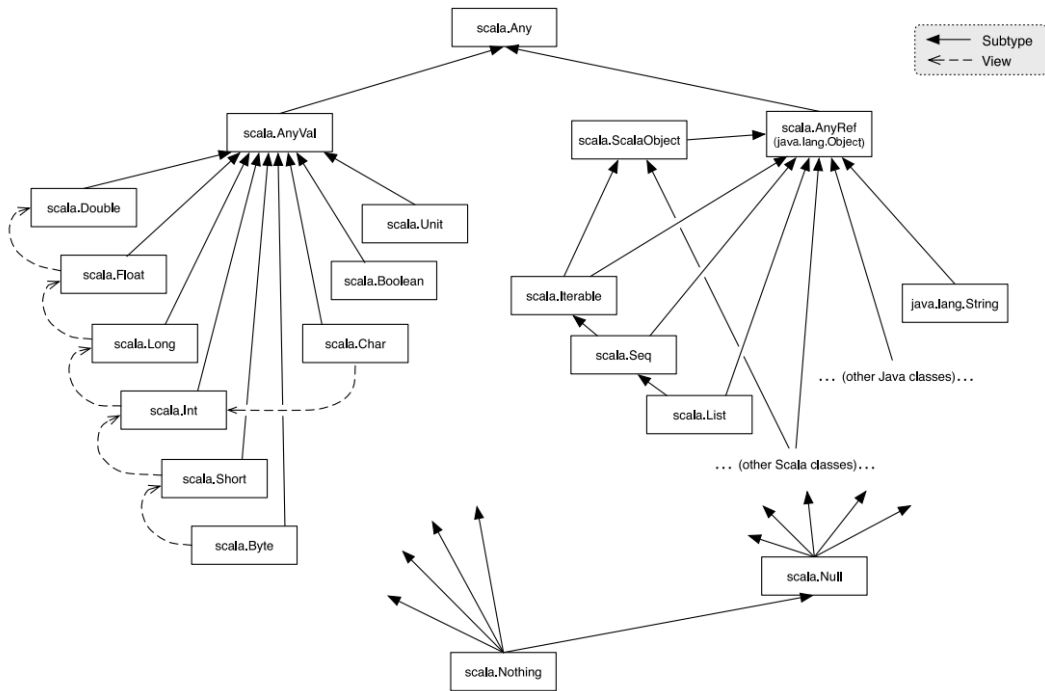 scala.Any
Subtype
View
scala.AnyVal
scala.ScalaObject
scala.AnyRef
(java.lang.Object)
scala.Double
scala.Unit
scala.Float
scala.Boolean
scala.Iterable
java.lang.String
scala.Long
scala.Char
scala.Seq
... (other Java classes)...
scala.Int
scala.List
... (other Scala classes)...
scala.Short
scala.Byte
scala.Null
scala.Nothing